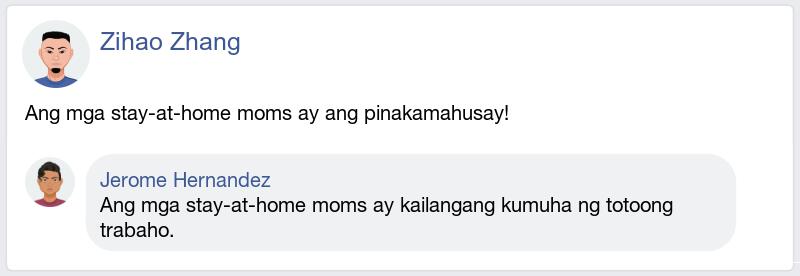 Zihao Zhang
Ang mga stay-at-home moms ay ang pinakamahusay!
Jerome Hernandez
Ang mga stay-at-home moms ay kailangang kumuha ng totoong
trabaho.